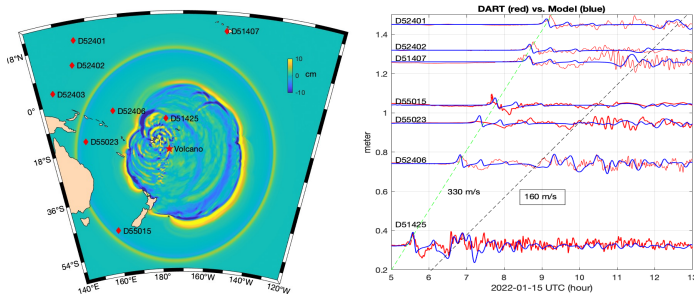 D52401
D51407
18°N
D52402
10
cm
-10
D52403
0°
D52406
D51425
D55023
Volcano
18°S
36°S
D55015
54°S
140°E
160°E
180°W
160°W
140°W
120°W
DART (red) vs. Model (blue)
1.4
D52401
D52402
D51407
1.2
D55015
1
D55023
meter
0.8
D52406
0.6
330 m/s
160 m/s
D51425
0.4
0.2
5
6
7
8
9
10
11
12
13
2022-01-15 UTC (hour)